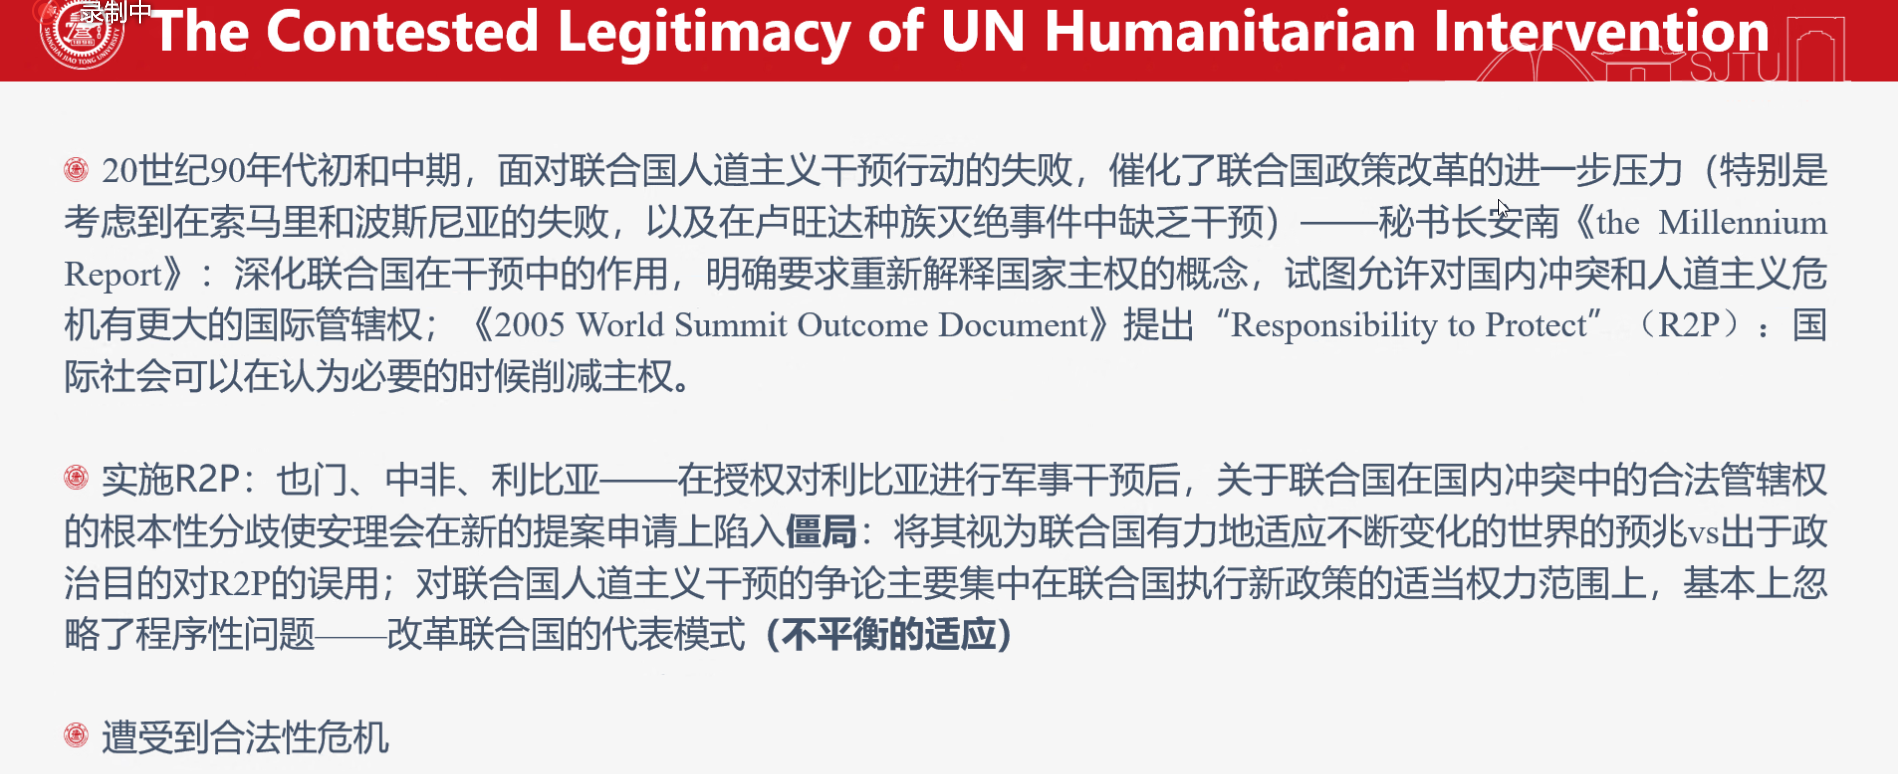 录制中
The Contested Legitimacy of UN Humanitarian Intervention
SHANGHAI JIAO TONG UNIVERSITY
1896
SJTU
20世纪90年代初和中期，面对联合国人道主义干预行动的失败，催化了联合国政策改革的进一步压力（特别是
考虑到在索马里和波斯尼亚的失败，以及在卢旺达种族灭绝事件中缺乏干预）——秘书长安南《the Millennium
Report》：深化联合国在干预中的作用，明确要求重新解释国家主权的概念，试图允许对国内冲突和人道主义危
机有更大的国际管辖权；《2005 World Summit Outcome Document》提出“Responsibility to Protect”（R2P）：国
际社会可以在认为必要的时候削减主权。
实施R2P：也门、中非、利比亚——在授权对利比亚进行军事干预后，关于联合国在国内冲突中的合法管辖权
的根本性分歧使安理会在新的提案申请上陷入僵局：将其视为联合国有力地适应不断变化的世界的预兆vs出于政
治目的对R2P的误用；对联合国人道主义干预的争论主要集中在联合国执行新政策的适当权力范围上，基本上忽
略了程序性问题——改革联合国的代表模式（不平衡的适应）
遭受到合法性危机